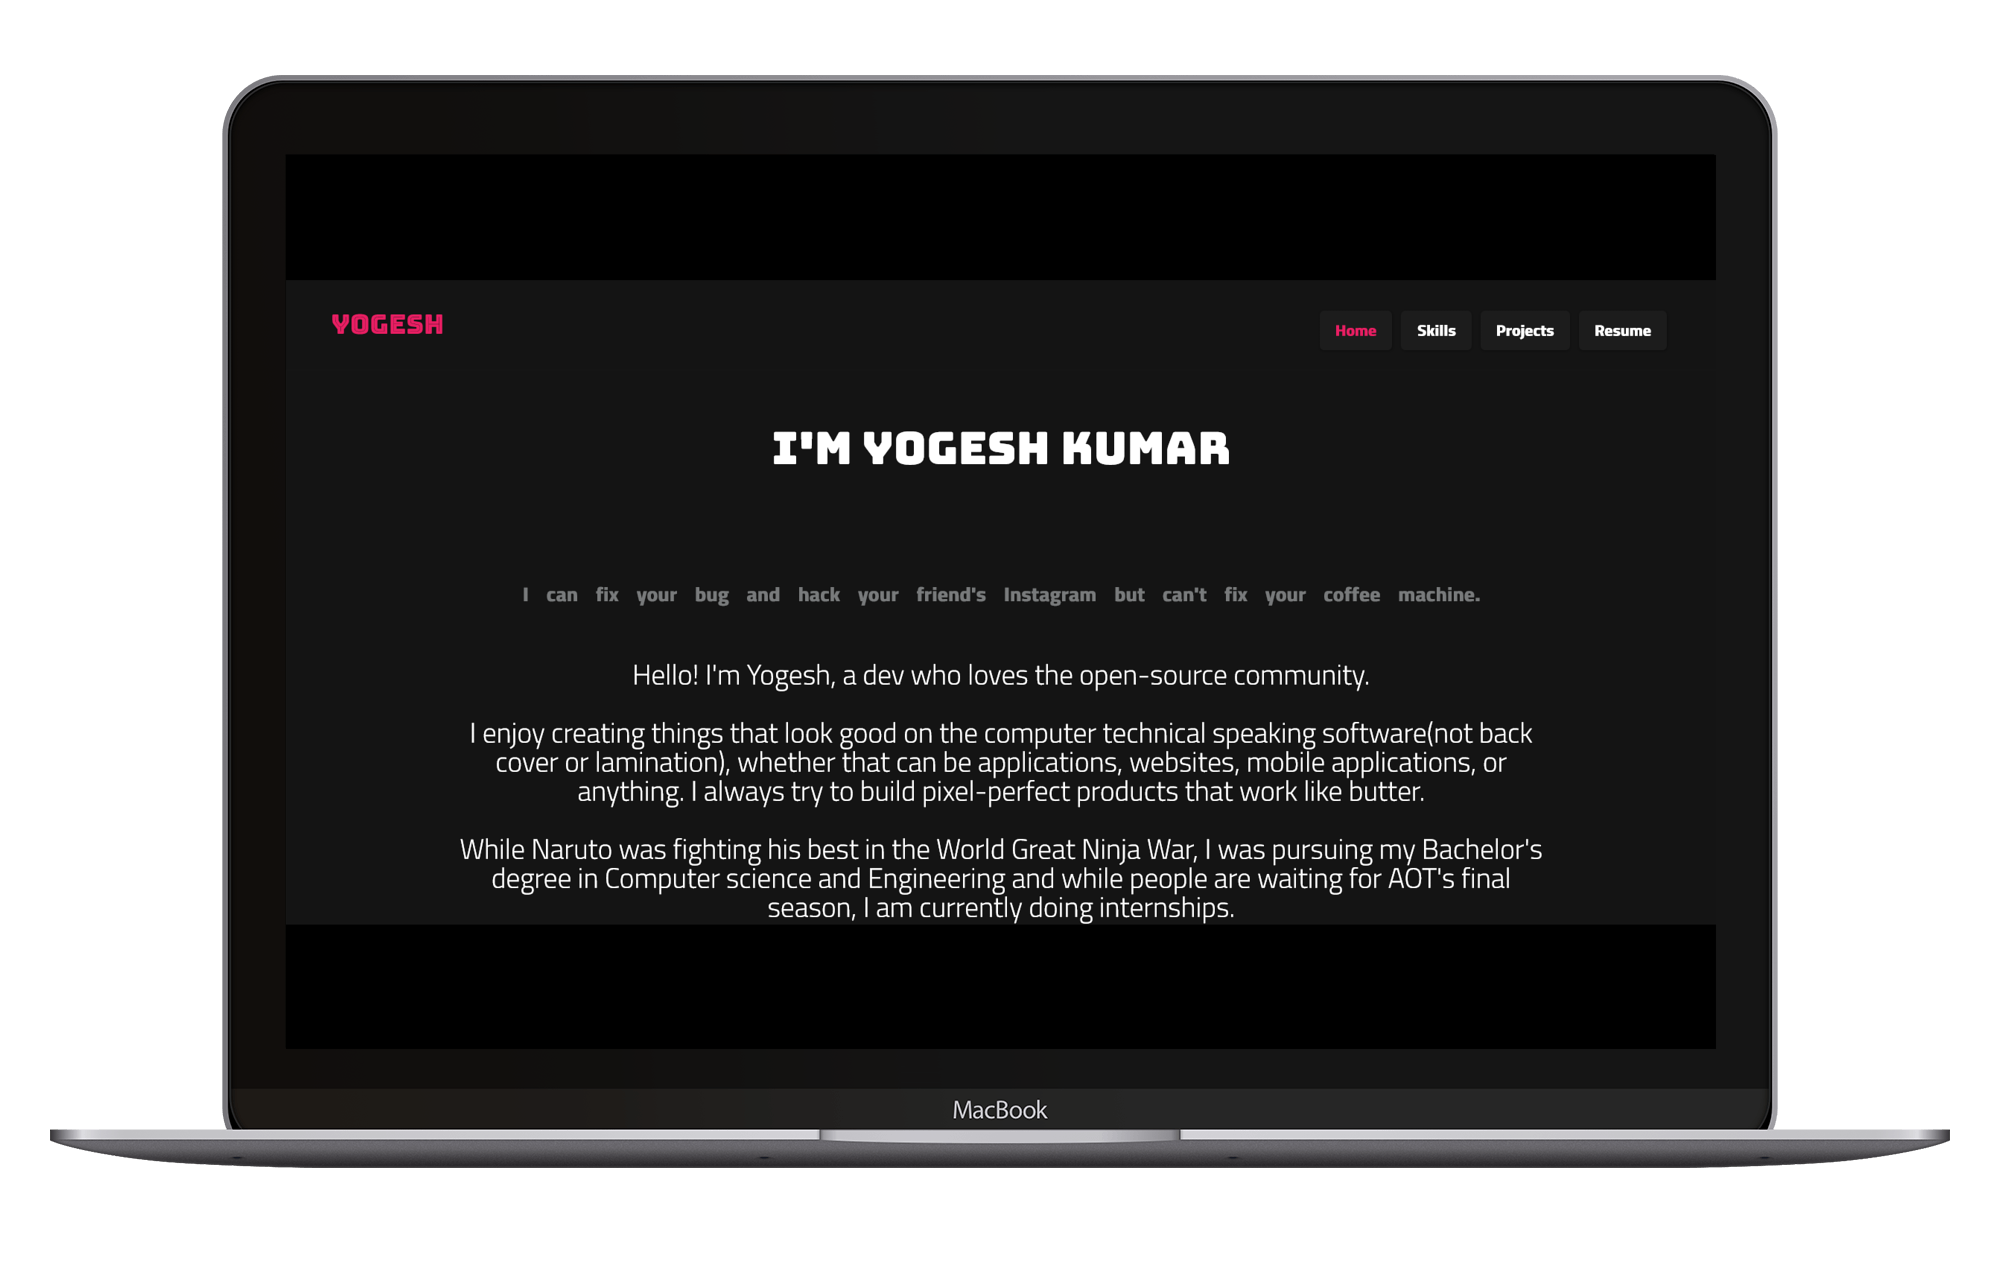 YOGESH
Home Skills Projects Resume
I'M YOGESH KUMAR
I can fix your bug and hack your friend's Instagram but can't fix your coffee machine.
Hello! I'm Yogesh, a dev who loves the open-source community.
I enjoy creating things that look good on the computer technical speaking software(not back
cover or lamination), whether that can be applications, websites, mobile applications, or
anything. I always try to build pixel-perfect products that work like butter.
While Naruto was fighting his best in the World Great Ninja War, I was pursuing my Bachelor's
degree in Computer science and Engineering and while people are waiting for AOT's final
season, I am currently doing internships.
MacBook